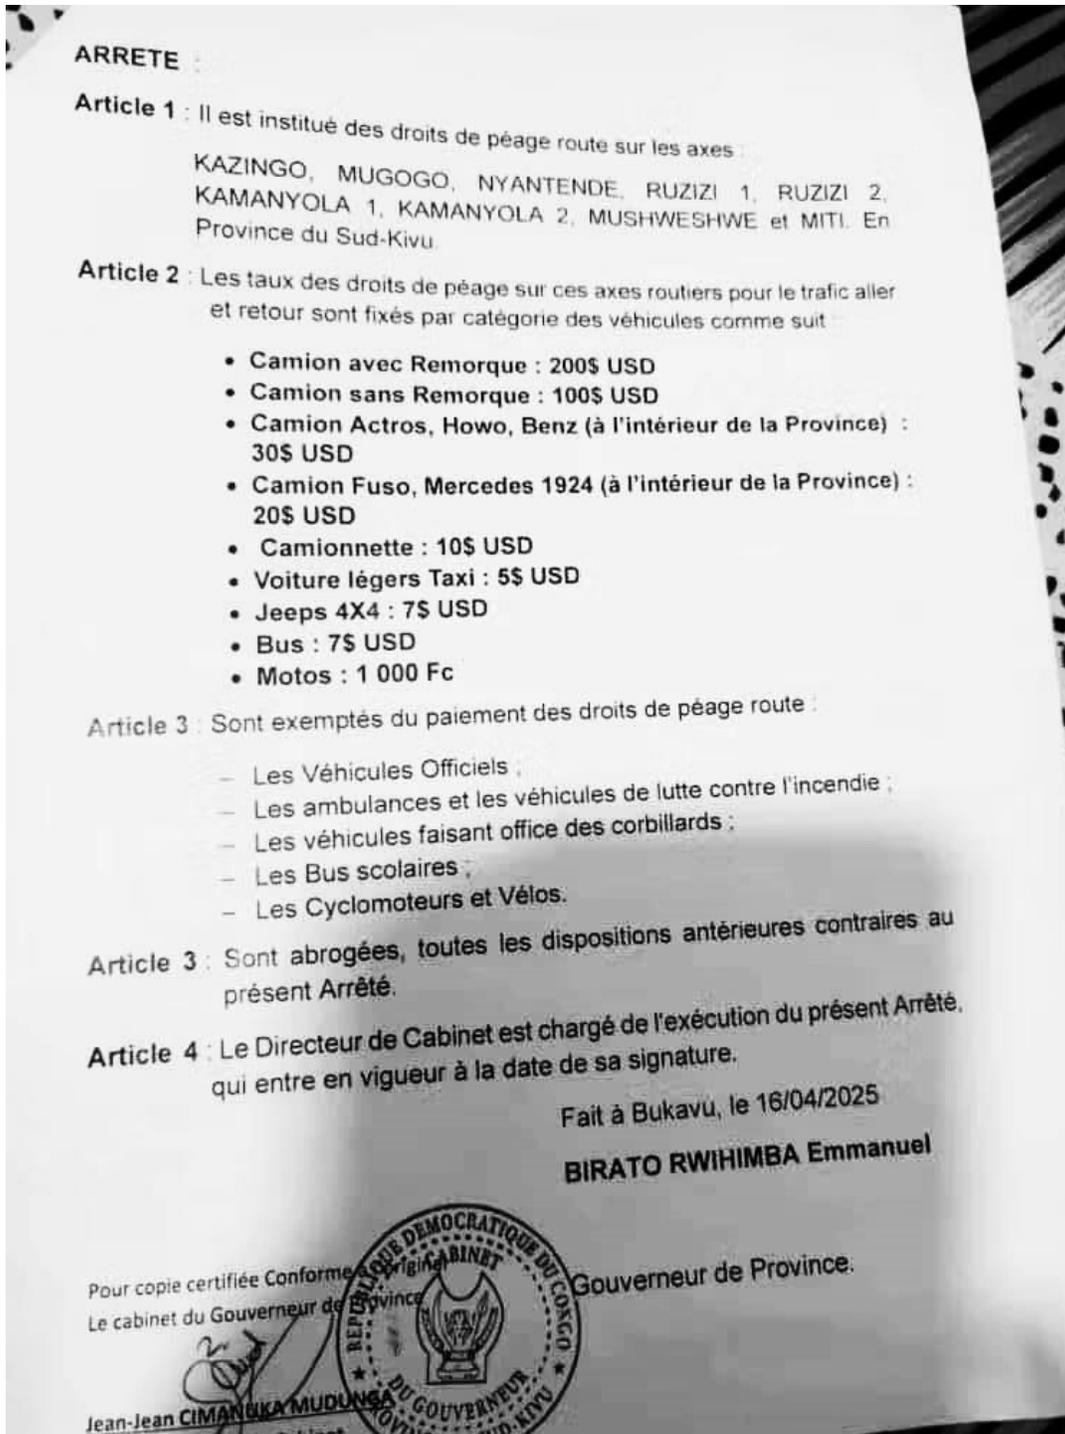 ARRETE :
Article 1 : Il est institué des droits de péage route sur les axes :
KAZINGO, MUGOGO, NYANTENDE, RUZIZI 1, RUZIZI 2,
KAMANYOLA 1, KAMANYOLA 2, MUSHWESHWE et MITI. En
Province du Sud-Kivu.
Article 2 : Les taux des droits de péage sur ces axes routiers pour le trafic aller
et retour sont fixés par catégorie des véhicules comme suit :
• Camion avec Remorque : 200$ USD
• Camion sans Remorque : 100$ USD
• Camion Actros, Howo, Benz (à l'intérieur de la Province) :
30$ USD
• Camion Fuso, Mercedes 1924 (à l'intérieur de la Province) :
20$ USD
• Camionnette : 10$ USD
• Voiture légers Taxi : 5$ USD
• Jeeps 4X4 : 7$ USD
• Bus : 7$ USD
• Motos : 1 000 Fc
Article 3 : Sont exemptés du paiement des droits de péage route :
– Les Véhicules Officiels ;
– Les ambulances et les véhicules de lutte contre l'incendie ;
– Les véhicules faisant office des corbillards ;
– Les Bus scolaires ;
– Les Cyclomoteurs et Vélos.
Article 3 : Sont abrogées, toutes les dispositions antérieures contraires au
présent Arrêté.
Article 4 : Le Directeur de Cabinet est chargé de l'exécution du présent Arrêté,
qui entre en vigueur à la date de sa signature.
Fait à Bukavu, le 16/04/2025
BIRATO RWIHIMBA Emmanuel
Gouverneur de Province.
Pour copie certifiée Conforme à l'original
Le cabinet du Gouverneur de Province
REPUBLIQUE DEMOCRATIQUE DU CONGO
CABINET
DU GOUVERNEUR
PROVINCE SUD-KIVU
Jean-Jean CIMANUKA MUDUNGA